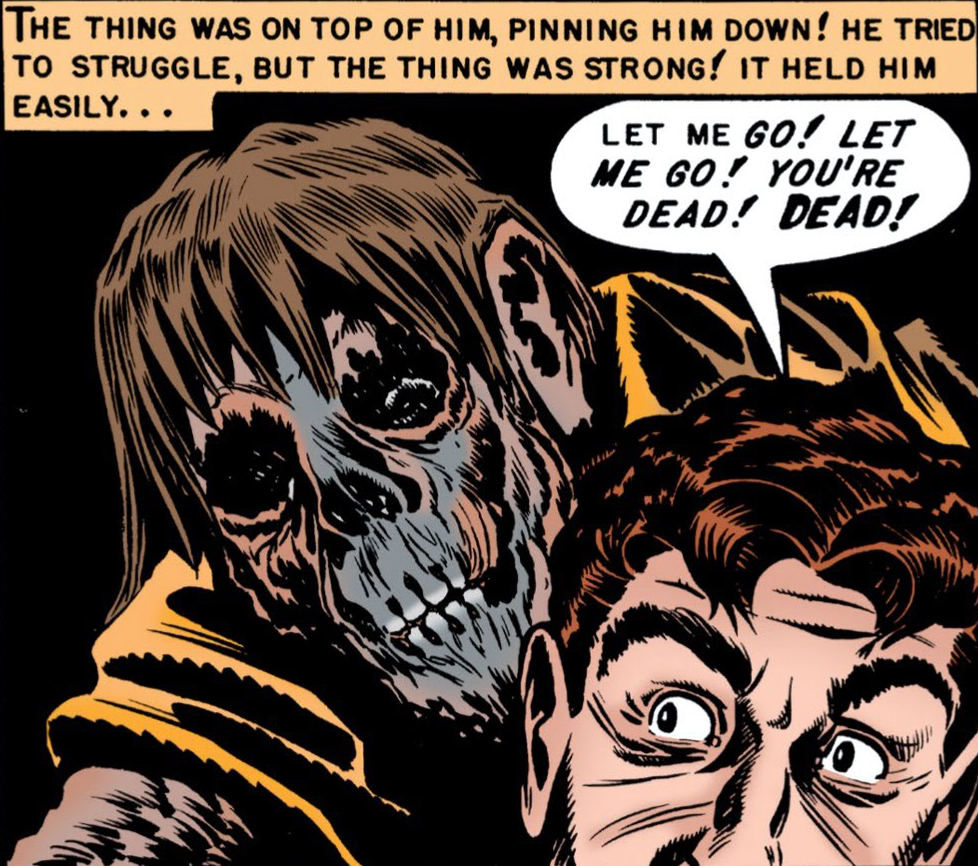 THE THING WAS ON TOP OF HIM, PINNING HIM DOWN! HE TRIED
TO STRUGGLE, BUT THE THING WAS STRONG! IT HELD HIM
EASILY...
LET ME GO! LET
ME GO! YOU'RE
DEAD! DEAD!